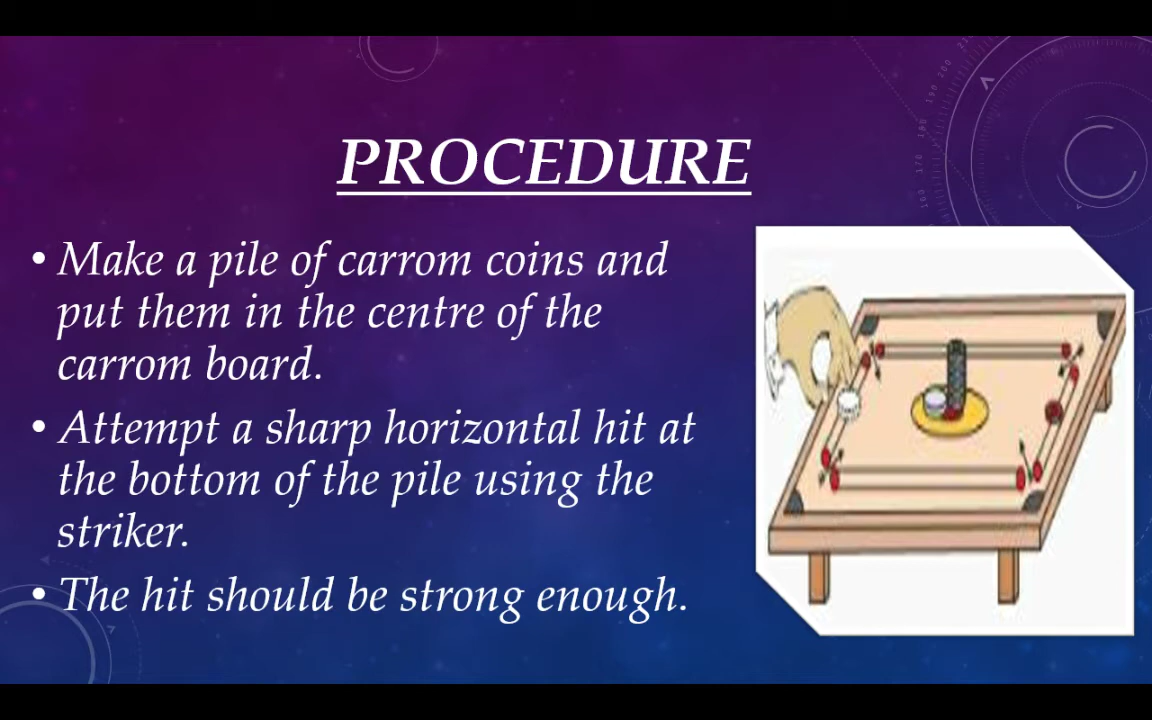 PROCEDURE
• Make a pile of carrom coins and
put them in the centre of the
carrom board.
• Attempt a sharp horizontal hit at
the bottom of the pile using the
striker.
• The hit should be strong enough.